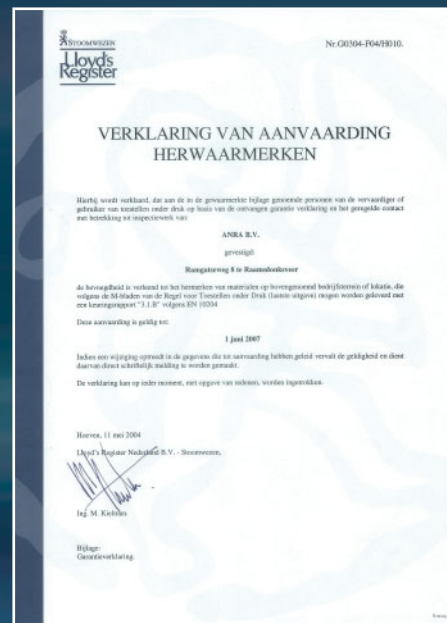 STOOMWEZEN
Nr.G0304-F04/H010.
Lloyd's
Register
VERKLARING VAN AANVAARDING
HERWAARMERKEN
Hierbij wordt verklaard, dat aan de in de gewaarmerkte bijlage genoemde personen van de vervaardiger of
gebruiker van toestellen onder druk op basis van de ontvangen garantie verklaring en het geregelde contact
met betrekking tot inspectiewerk van:
ANRA B.V.
gevestigd:
te Raamsdonksveer
de bevoegdheid is verleend tot het hermerken van materialen op bovengenoemd bedrijfsterrein of lokatie, die
volgens de M-bladen van de Regel voor Toestellen onder Druk (laatste uitgave) mogen worden geleverd met
een keuringsrapport "3.1.B" volgens EN 10204
Deze aanvaarding is geldig tot:
1 juni 2007
Indien een wijziging optreedt in de gegevens die tot aanvaarding hebben geleid vervalt de geldigheid en dient
daarvan direct schriftelijk melding te worden gemaakt.
De verklaring kan op ieder moment, met opgave van redenen, worden ingetrokken.
Hoeven, 11 mei 2004
Lloyd's Register Nederland B.V. - Stoomwezen,
Ing. M.
Bijlage:
Garantieverklaring.